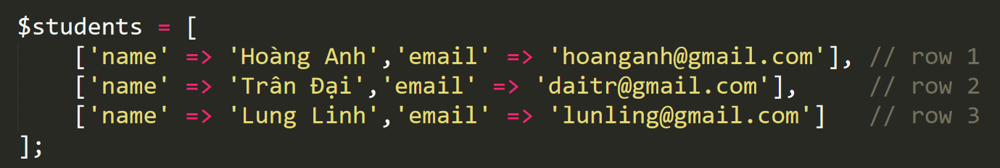 $students = [
['name' => 'Hoàng Anh','email' => 'hoanganh@gmail.com'], // row 1
['name' => 'Trân Đại','email' => 'daitr@gmail.com'], // row 2
['name' => 'Lung Linh','email' => 'lunling@gmail.com'] // row 3
];